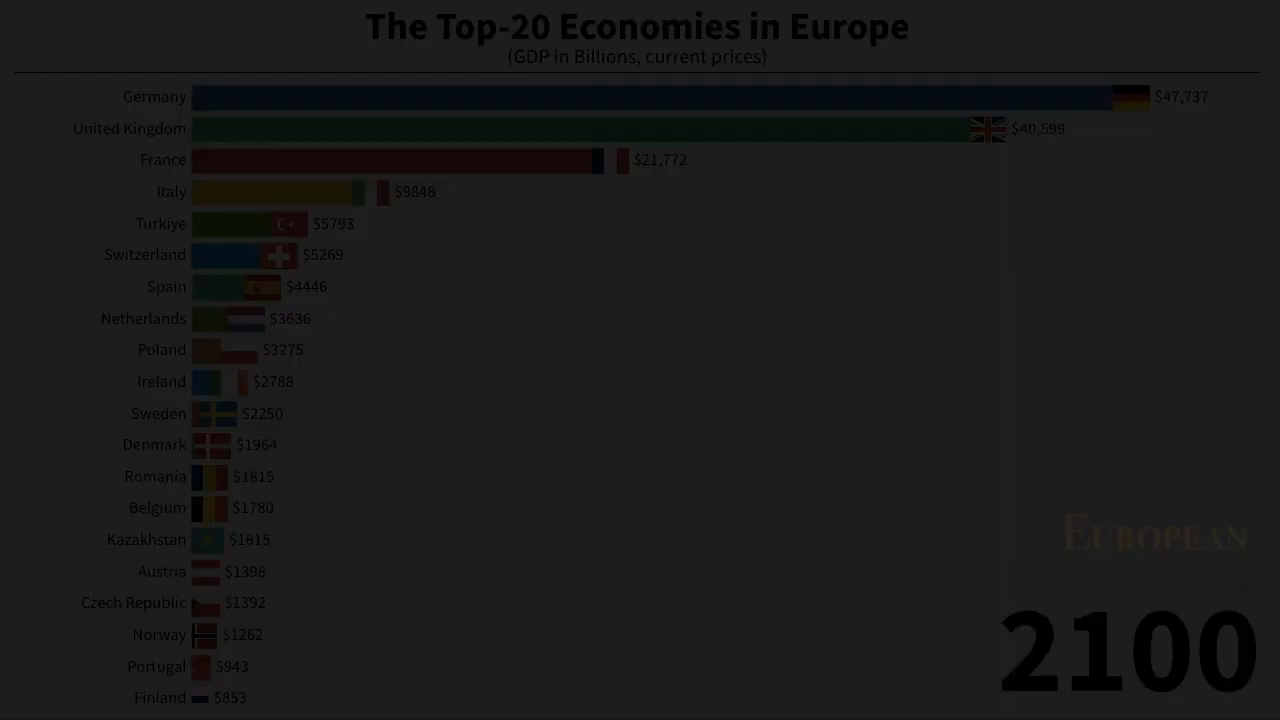 The Top-20 Economies in Europe
(GDP in Billions, current prices)
Germany $47,737
United Kingdom $40,599
France $21,772
Italy $9848
Turkiye $5793
Switzerland $5269
Spain $4446
Netherlands $3636
Poland $3275
Ireland $2788
Sweden $2250
Denmark $1964
Romania $1815
Belgium $1780
Kazakhstan $1615
Austria $1398
Czech Republic $1392
Norway $1262
Portugal $943
Finland $853
EUROPEAN
2100